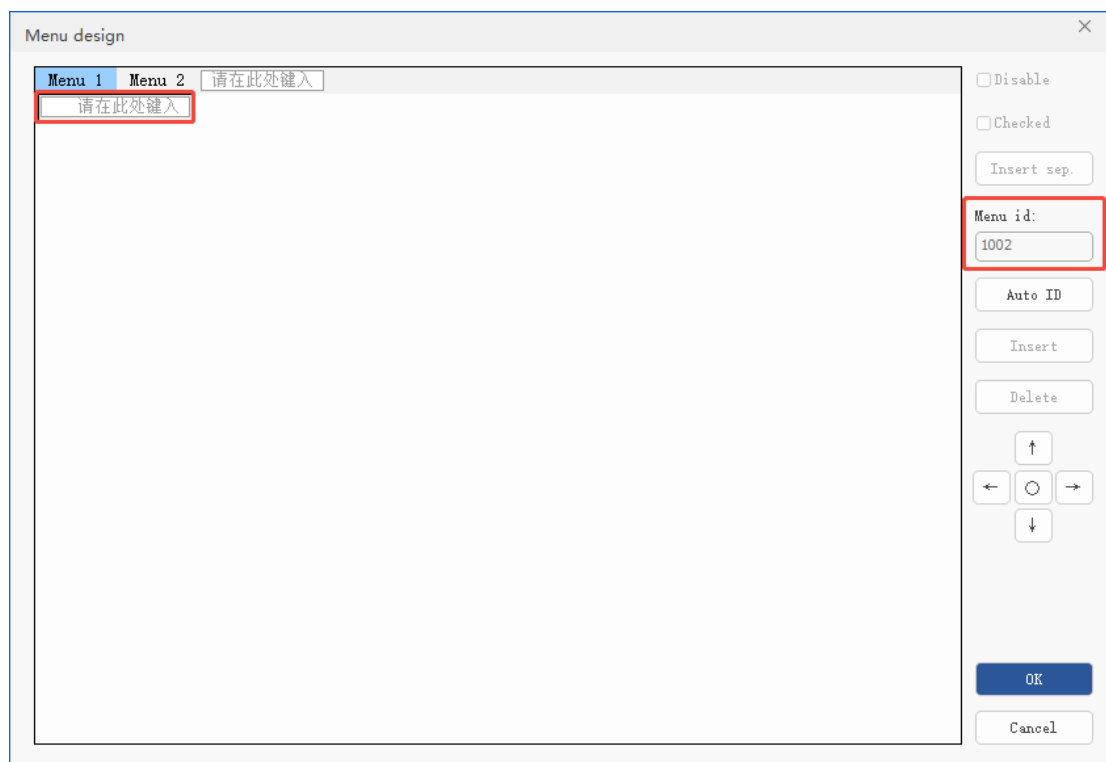 Menu design
Menu 1 Menu 2 请在此处键入
请在此处键入
Disable
Checked
Insert sep.
Menu id:
1002
Auto ID
Insert
Delete
↑
← ○ →
↓
OK
Cancel